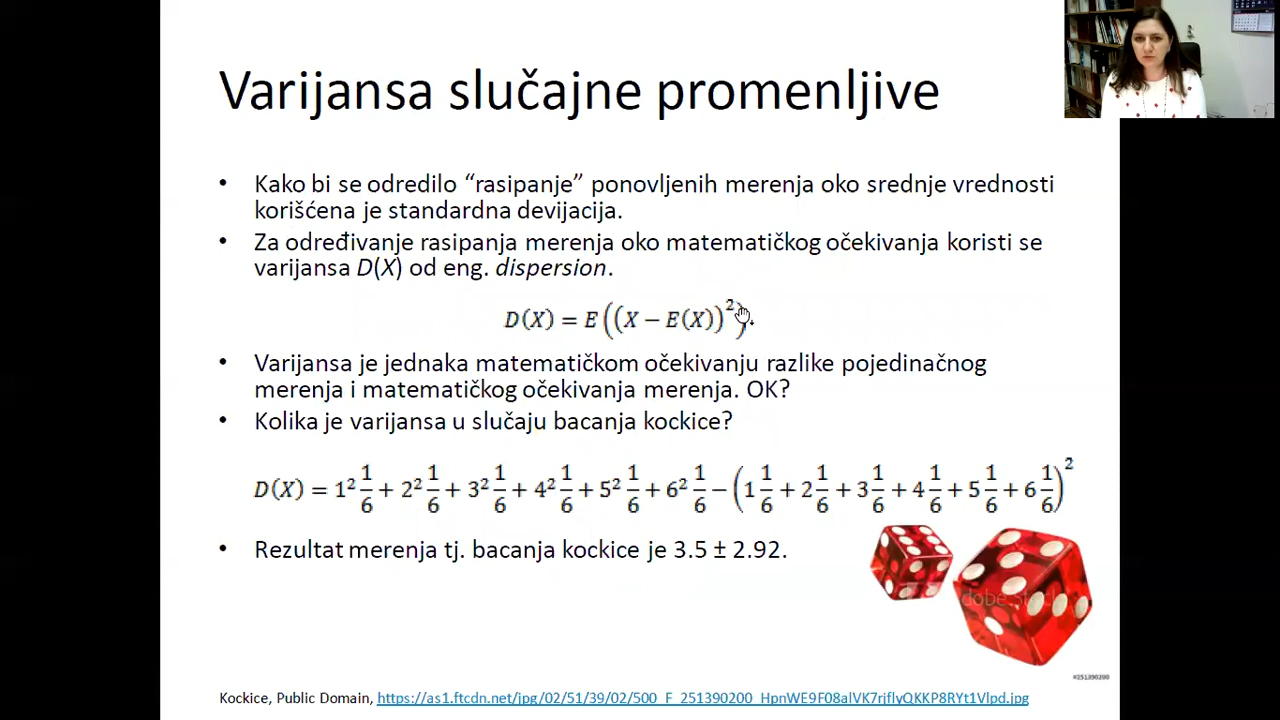 Varijansa slučajne promenljive
• Kako bi se odredilo “rasipanje” ponovljenih merenja oko srednje vrednosti
korišćena je standardna devijacija.
• Za određivanje rasipanja merenja oko matematičkog očekivanja koristi se
varijansa D(X) od eng. dispersion.
D(X) = E((X − E(X))²)
• Varijansa je jednaka matematičkom očekivanju razlike pojedinačnog
merenja i matematičkog očekivanja merenja. OK?
• Kolika je varijansa u slučaju bacanja kockice?
D(X) = 1² 1/6 + 2² 1/6 + 3² 1/6 + 4² 1/6 + 5² 1/6 + 6² 1/6 − (1 1/6 + 2 1/6 + 3 1/6 + 4 1/6 + 5 1/6 + 6 1/6)²
• Rezultat merenja tj. bacanja kockice je 3.5 ± 2.92.
#251390200
Kockice, Public Domain, https://as1.ftcdn.net/jpg/02/51/39/02/500_F_251390200_HpnWE9F08alVK7rjflyQKKP8RYt1Vlpd.jpg